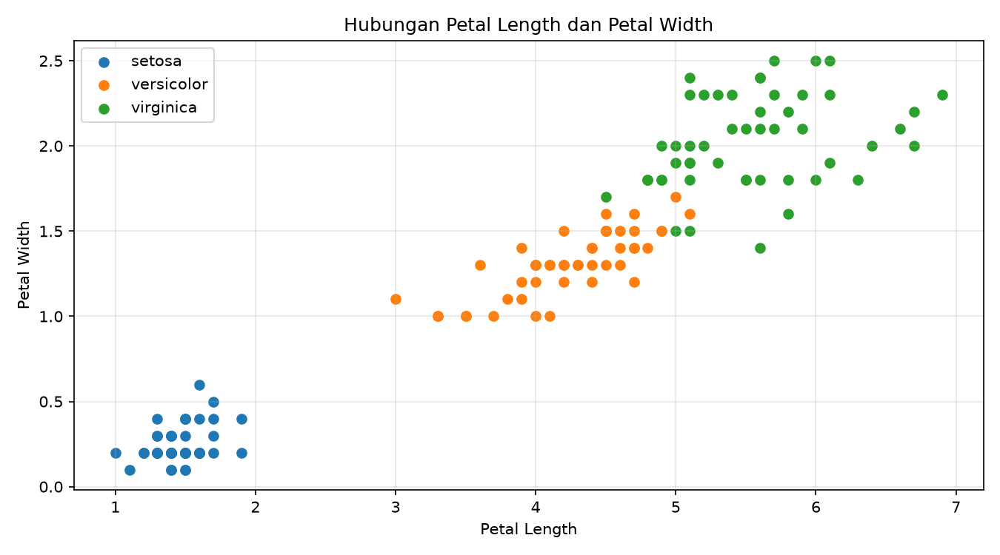 Hubungan Petal Length dan Petal Width
setosa
versicolor
virginica
Petal Width
2.5
2.0
1.5
1.0
0.5
0.0
1 2 3 4 5 6 7
Petal Length